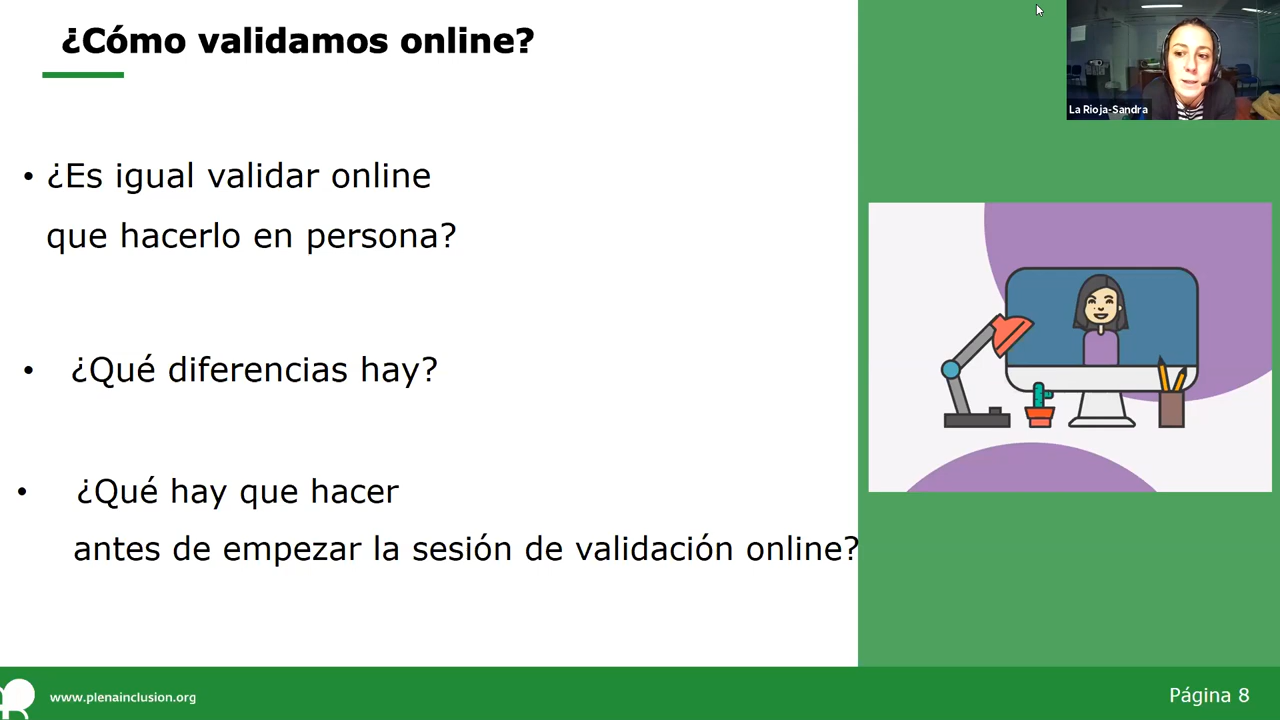 ¿Cómo validamos online?
La Rioja-Sandra
• ¿Es igual validar online
que hacerlo en persona?
• ¿Qué diferencias hay?
• ¿Qué hay que hacer
antes de empezar la sesión de validación online?
www.plenainclusion.org
Página 8